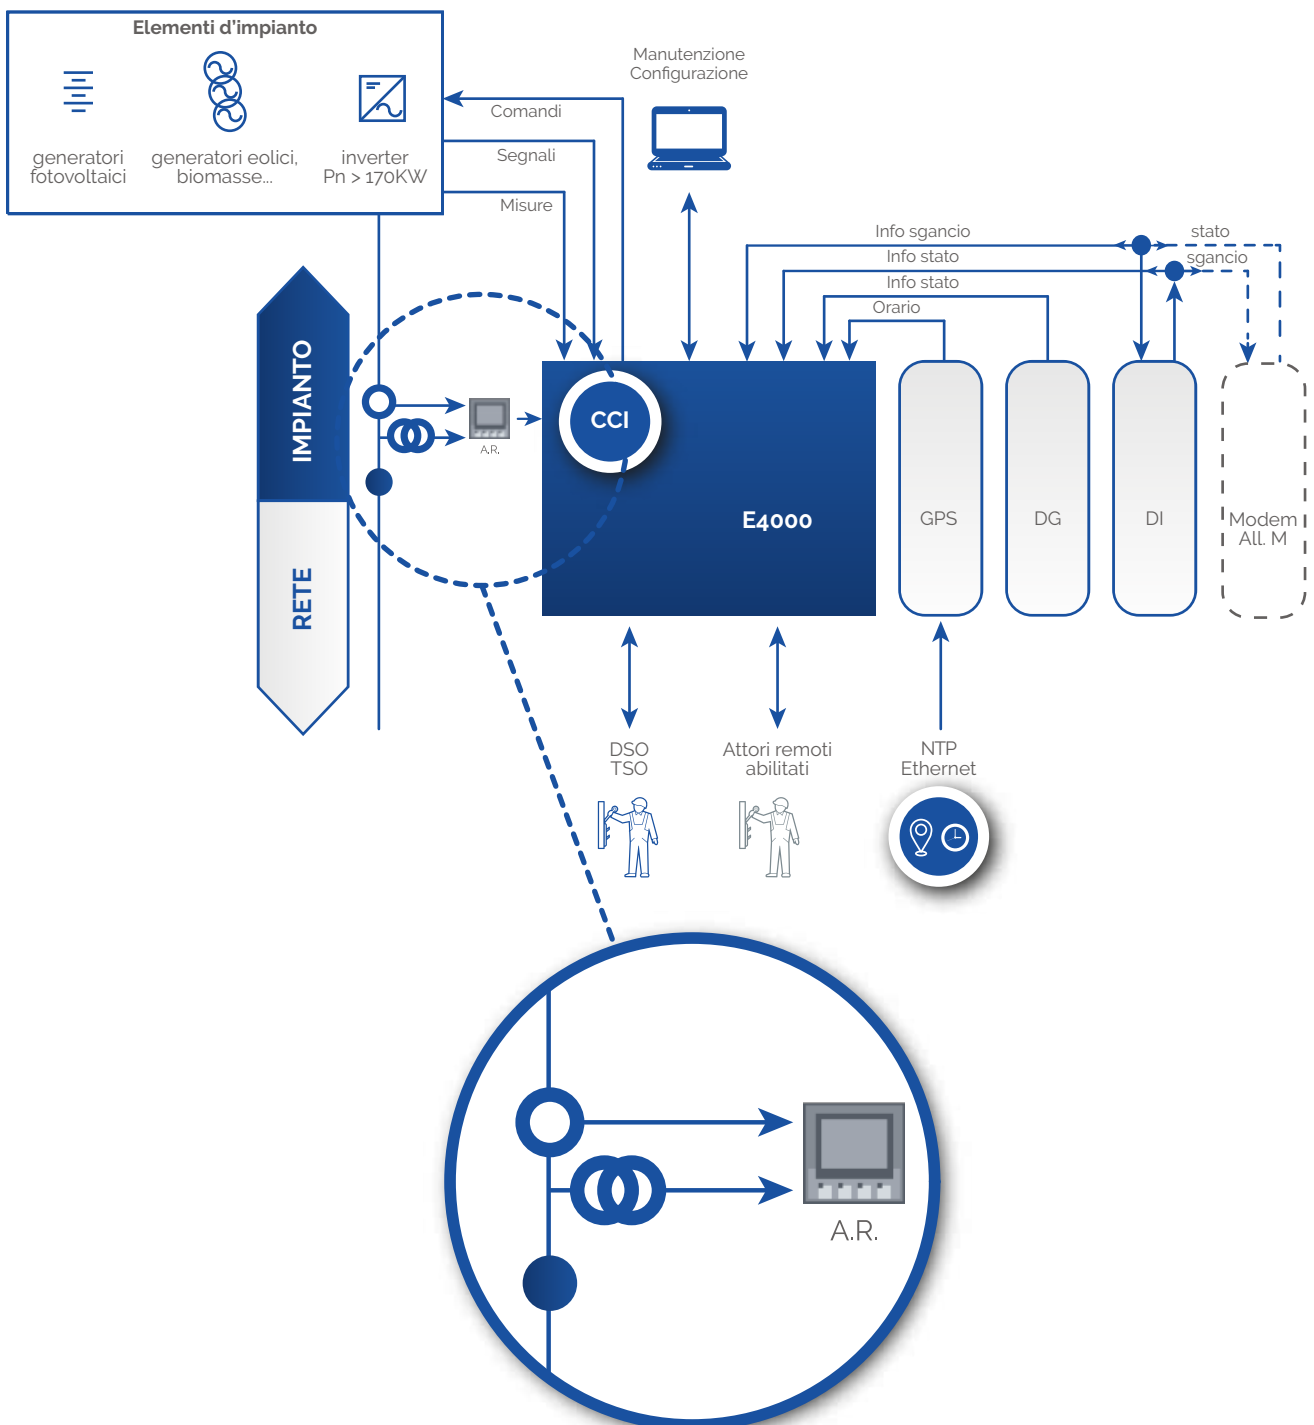 Elementi d’impianto
generatori
fotovoltaici
generatori eolici,
biomasse...
inverter
Pn > 170KW
Comandi
Segnali
Misure
Manutenzione
Configurazione
Info sgancio
Info stato
Info stato
Orario
stato
sgancio
IMPIANTO
RETE
A.R.
CCI
E4000
GPS
DG
DI
Modem
All. M
DSO
TSO
Attori remoti
abilitati
NTP
Ethernet
A.R.